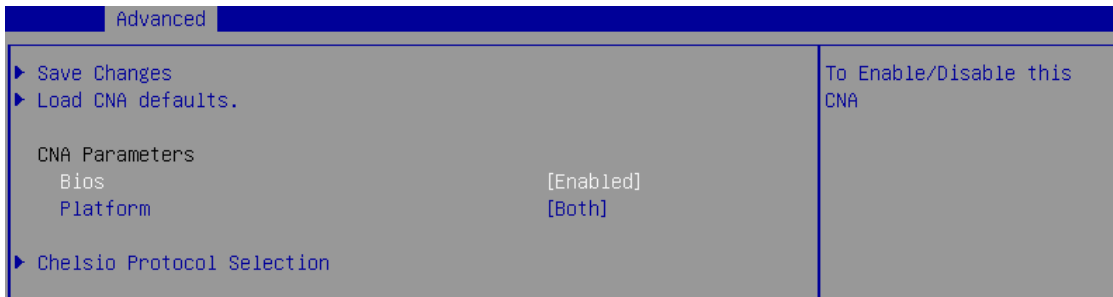 Advanced
Save Changes
Load CNA defaults.
CNA Parameters
Bios [Enabled]
Platform [Both]
Chelsio Protocol Selection
To Enable/Disable this
CNA